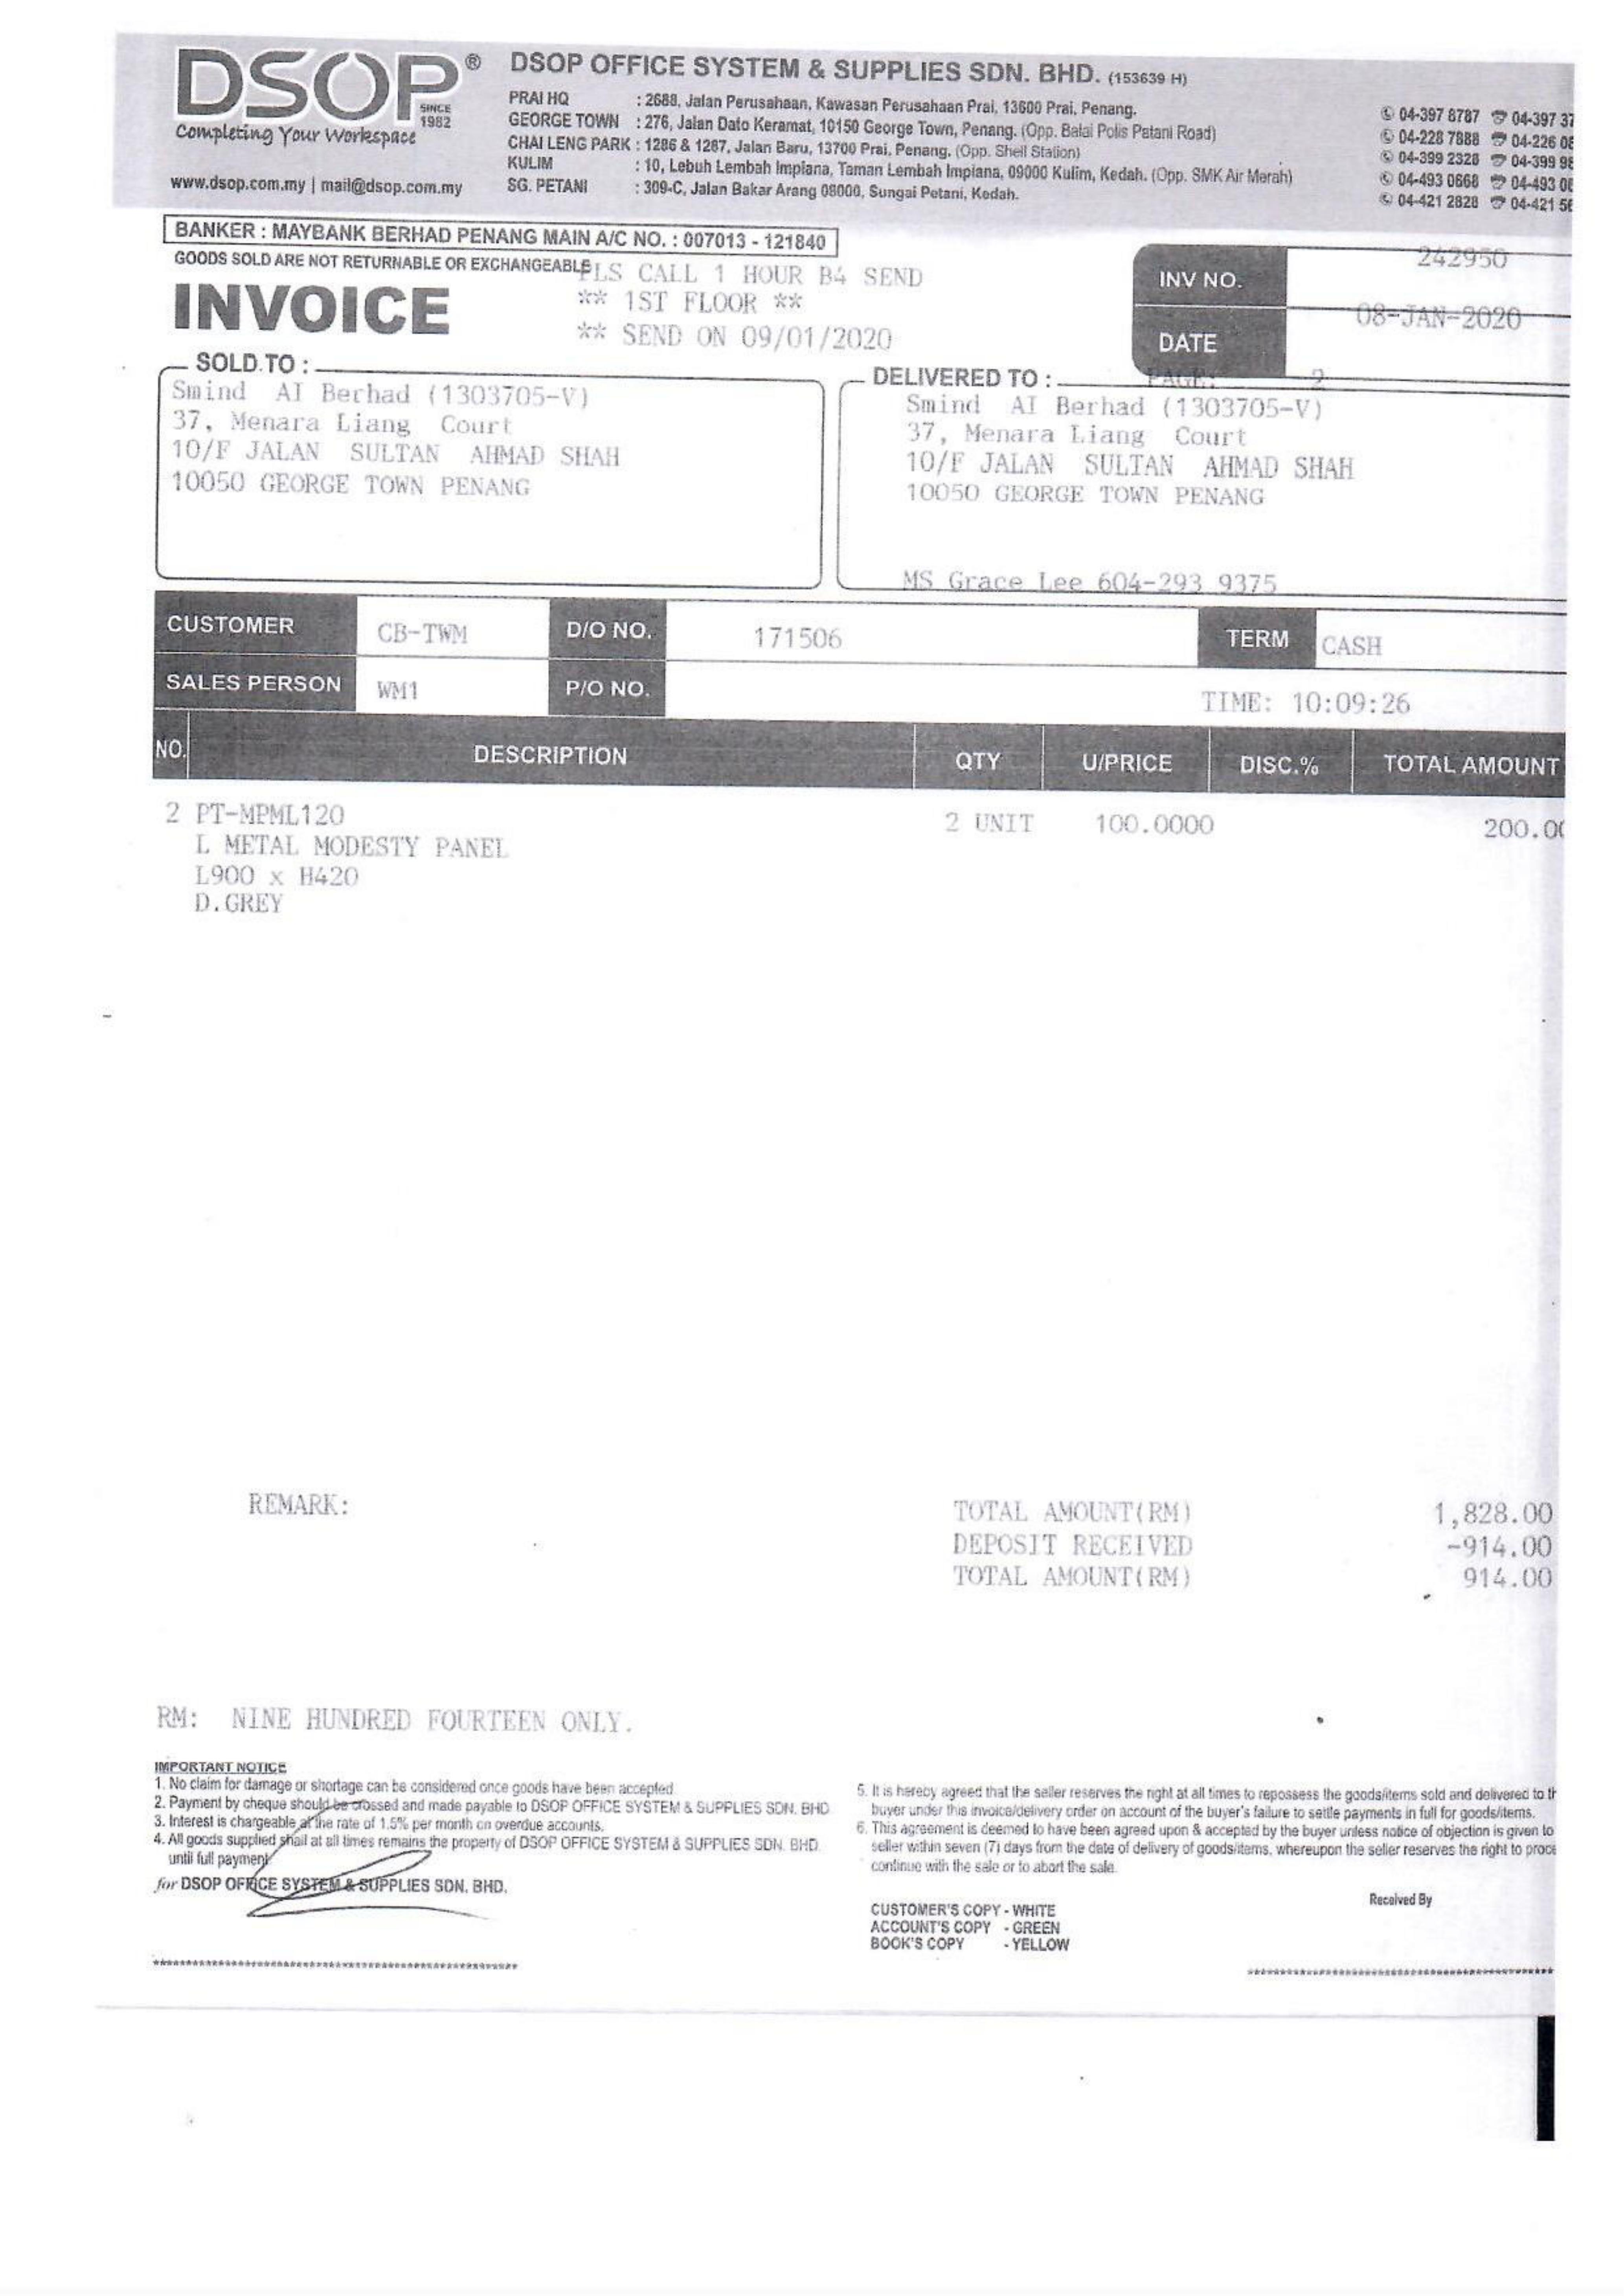 DSOP®
SINCE 1982
Completing Your Workspace
www.dsop.com.my | mail@dsop.com.my
DSOP OFFICE SYSTEM & SUPPLIES SDN. BHD. (153639 H)
PRAI HQ : 2688, Jalan Perusahaan, Kawasan Perusahaan Prai, 13600 Prai, Penang.
GEORGE TOWN : 276, Jalan Dato Keramat, 10150 George Town, Penang. (Opp. Balai Polis Patani Road)
CHAI LENG PARK : 1286 & 1287, Jalan Baru, 13700 Prai, Penang. (Opp. Shell Station)
KULIM : 10, Lebuh Lembah Impiana, Taman Lembah Impiana, 09000 Kulim, Kedah. (Opp. SMK Air Merah)
SG. PETANI : 309-C, Jalan Bakar Arang 08000, Sungai Petani, Kedah.
04-397 8787 04-397 37
04-228 7888 04-226 08
04-399 2328 04-399 98
04-493 0668 04-493 06
04-421 2828 04-421 56
BANKER : MAYBANK BERHAD PENANG MAIN A/C NO. : 007013 - 121840
GOODS SOLD ARE NOT RETURNABLE OR EXCHANGEABLE
PLS CALL 1 HOUR B4 SEND
** 1ST FLOOR **
** SEND ON 09/01/2020
INVOICE
INV NO. 242950
DATE 08-JAN-2020
PAGE: 2
SOLD TO :
Smind AI Berhad (1303705-V)
37, Menara Liang Court
10/F JALAN SULTAN AHMAD SHAH
10050 GEORGE TOWN PENANG
DELIVERED TO :
Smind AI Berhad (1303705-V)
37, Menara Liang Court
10/F JALAN SULTAN AHMAD SHAH
10050 GEORGE TOWN PENANG
MS Grace Lee 604-293 9375
CUSTOMER CB-TWM D/O NO. 171506 TERM CASH
SALES PERSON WM1 P/O NO. TIME: 10:09:26
NO. DESCRIPTION QTY U/PRICE DISC.% TOTAL AMOUNT
2 PT-MPML120 2 UNIT 100.0000 200.00
L METAL MODESTY PANEL
L900 x H420
D.GREY
REMARK:
TOTAL AMOUNT(RM) 1,828.00
DEPOSIT RECEIVED -914.00
TOTAL AMOUNT(RM) 914.00
RM: NINE HUNDRED FOURTEEN ONLY.
IMPORTANT NOTICE
1. No claim for damage or shortage can be considered once goods have been accepted
2. Payment by cheque should be crossed and made payable to DSOP OFFICE SYSTEM & SUPPLIES SDN. BHD
3. Interest is chargeable at the rate of 1.5% per month on overdue accounts.
4. All goods supplied shall at all times remains the property of DSOP OFFICE SYSTEM & SUPPLIES SDN. BHD.
until full payment
for DSOP OFFICE SYSTEM & SUPPLIES SDN. BHD.
5. It is hereby agreed that the seller reserves the right at all times to repossess the goods/items sold and delivered to th
buyer under this invoice/delivery order on account of the buyer's failure to settle payments in full for goods/items.
6. This agreement is deemed to have been agreed upon & accepted by the buyer unless notice of objection is given to
seller within seven (7) days from the date of delivery of goods/items, whereupon the seller reserves the right to proce
continue with the sale or to abort the sale.
CUSTOMER'S COPY - WHITE
ACCOUNT'S COPY - GREEN
BOOK'S COPY - YELLOW
Received By